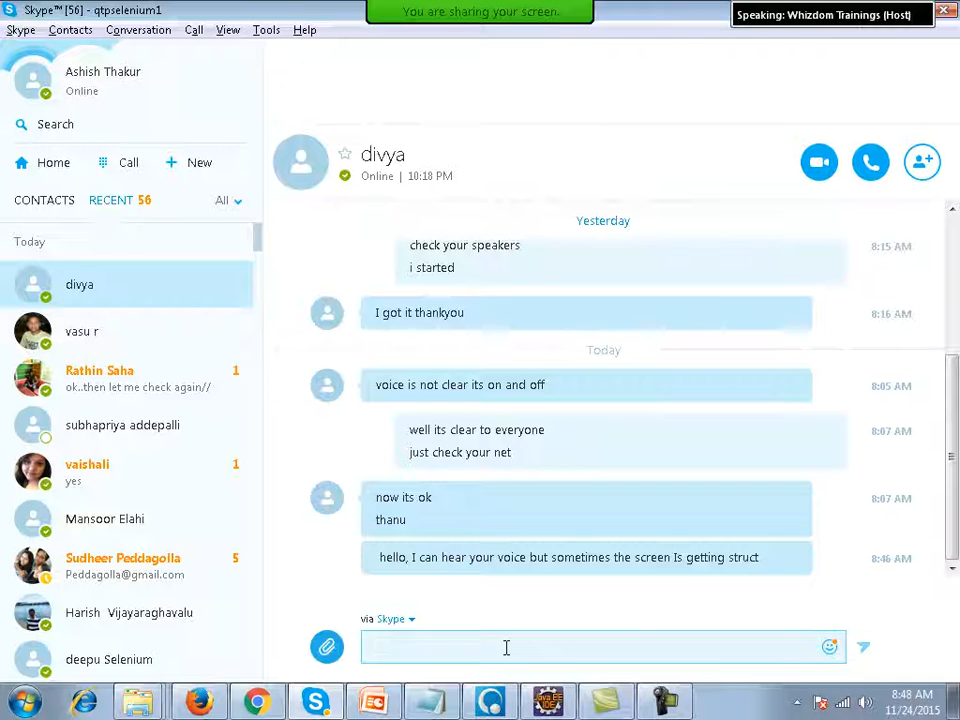 Skype™ [56] - qtpselenium1
You are sharing your screen.
Speaking: Whizdom Trainings (Host)
Skype Contacts Conversation Call View Tools Help
Ashish Thakur
Online
Search
Home Call New
CONTACTS RECENT 56 All
Today
divya
vasu r
Rathin Saha 1
ok..then let me check again//
subhapriya addepalli
vaishali 1
yes
Mansoor Elahi
Sudheer Peddagolla 5
Peddagolla@gmail.com
Harish Vijayaraghavalu
deepu Selenium
divya
Online | 10:18 PM
Yesterday
check your speakers 8:15 AM
i started
I got it thankyou 8:16 AM
Today
voice is not clear its on and off 8:05 AM
well its clear to everyone 8:07 AM
just check your net
now its ok 8:07 AM
thanu
hello, I can hear your voice but sometimes the screen Is getting struct 8:46 AM
via Skype
Java EE
IDE
8:48 AM
11/24/2015